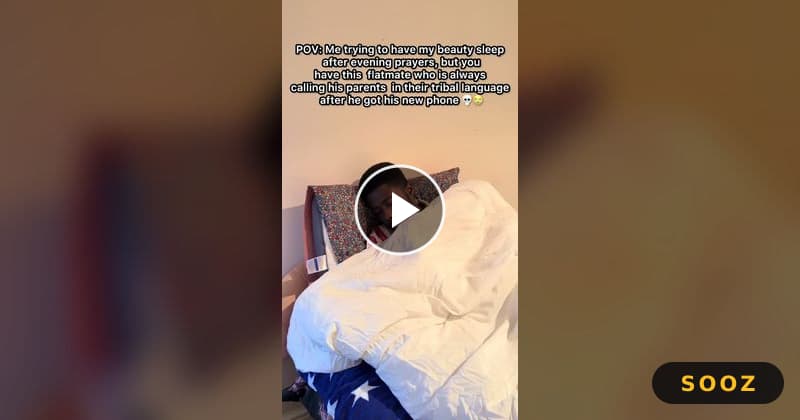 POV: Me trying to have my beauty sleep
after evening prayers, but you
have this flatmate who is always
calling his parents in their tribal language
after he got his new phone 💀😴
SOOZ